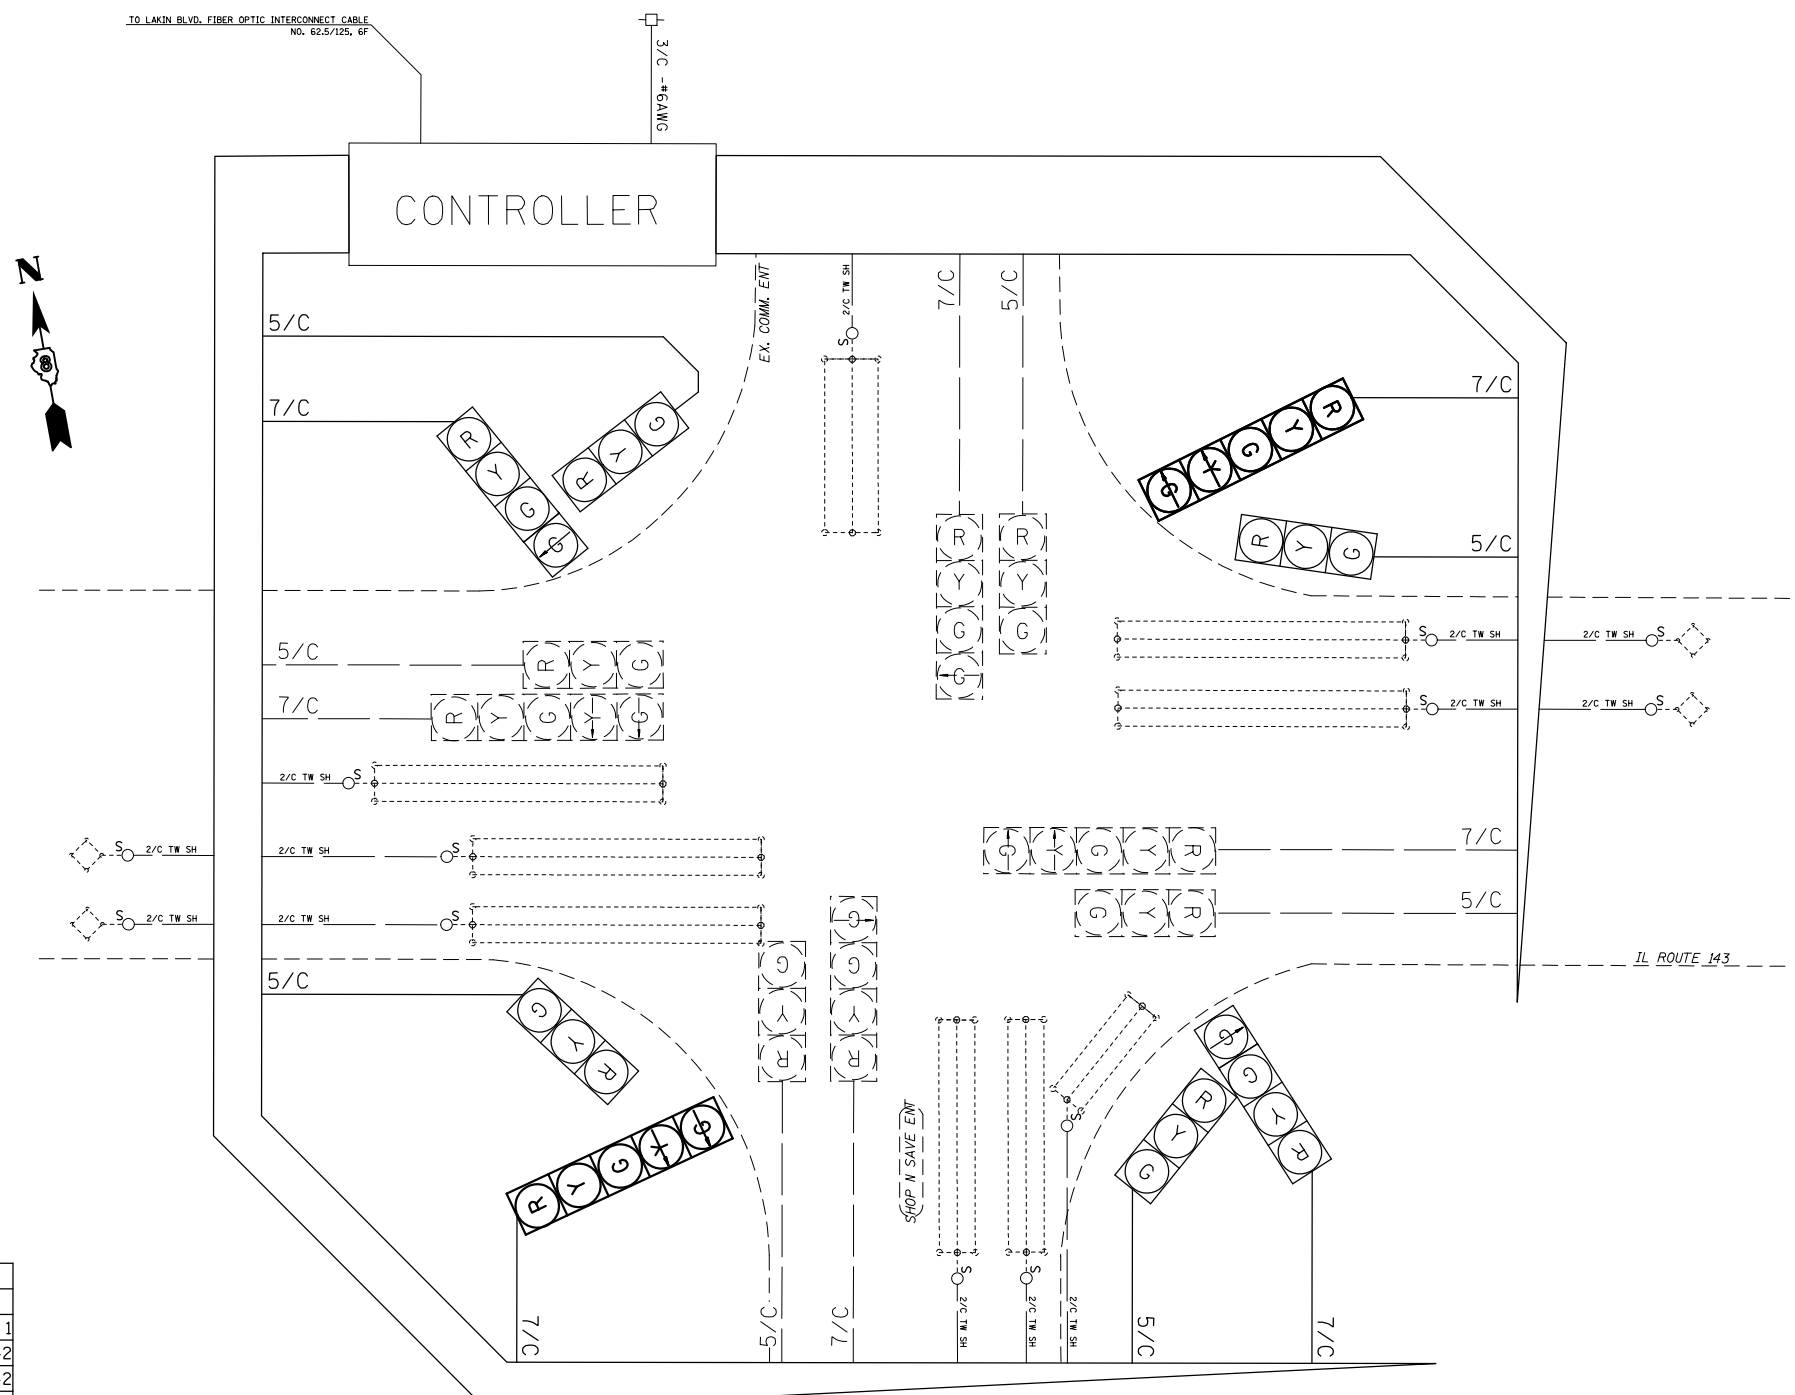 TO LAKIN BLVD. FIBER OPTIC INTERCONNECT CABLE
NO. 62.5/125, 6F
3/C -#6AWG
CONTROLLER
N
8
EX. COMM. ENT
2/C TW SH
S
7/C
5/C
5/C
7/C
R Y G
R Y G G
R Y G G
R Y G
7/C
R Y G Y G
5/C
R Y G
5/C
R Y G
7/C
R Y G Y G
S 2/C TW SH
2/C TW SH S
S 2/C TW SH
2/C TW SH S
2/C TW SH S
S 2/C TW SH
2/C TW SH S
S 2/C TW SH
2/C TW SH S
G Y G Y R
7/C
G Y R
5/C
IL ROUTE 143
5/C
G Y R
G Y R
G G Y R
R Y G Y G
7/C
5/C
7/C
SHOP N SAVE ENT
S
2/C TW SH
S
2/C TW SH
S
2/C TW SH
R Y G
5/C
G G Y R
7/C
1
2
2